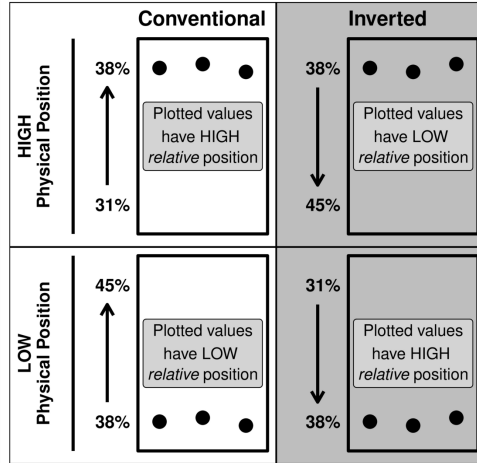 Conventional
Inverted
HIGH
Physical Position
38%
31%
Plotted values
have HIGH
relative position
38%
45%
Plotted values
have LOW
relative position
LOW
Physical Position
45%
38%
Plotted values
have LOW
relative position
31%
38%
Plotted values
have HIGH
relative position